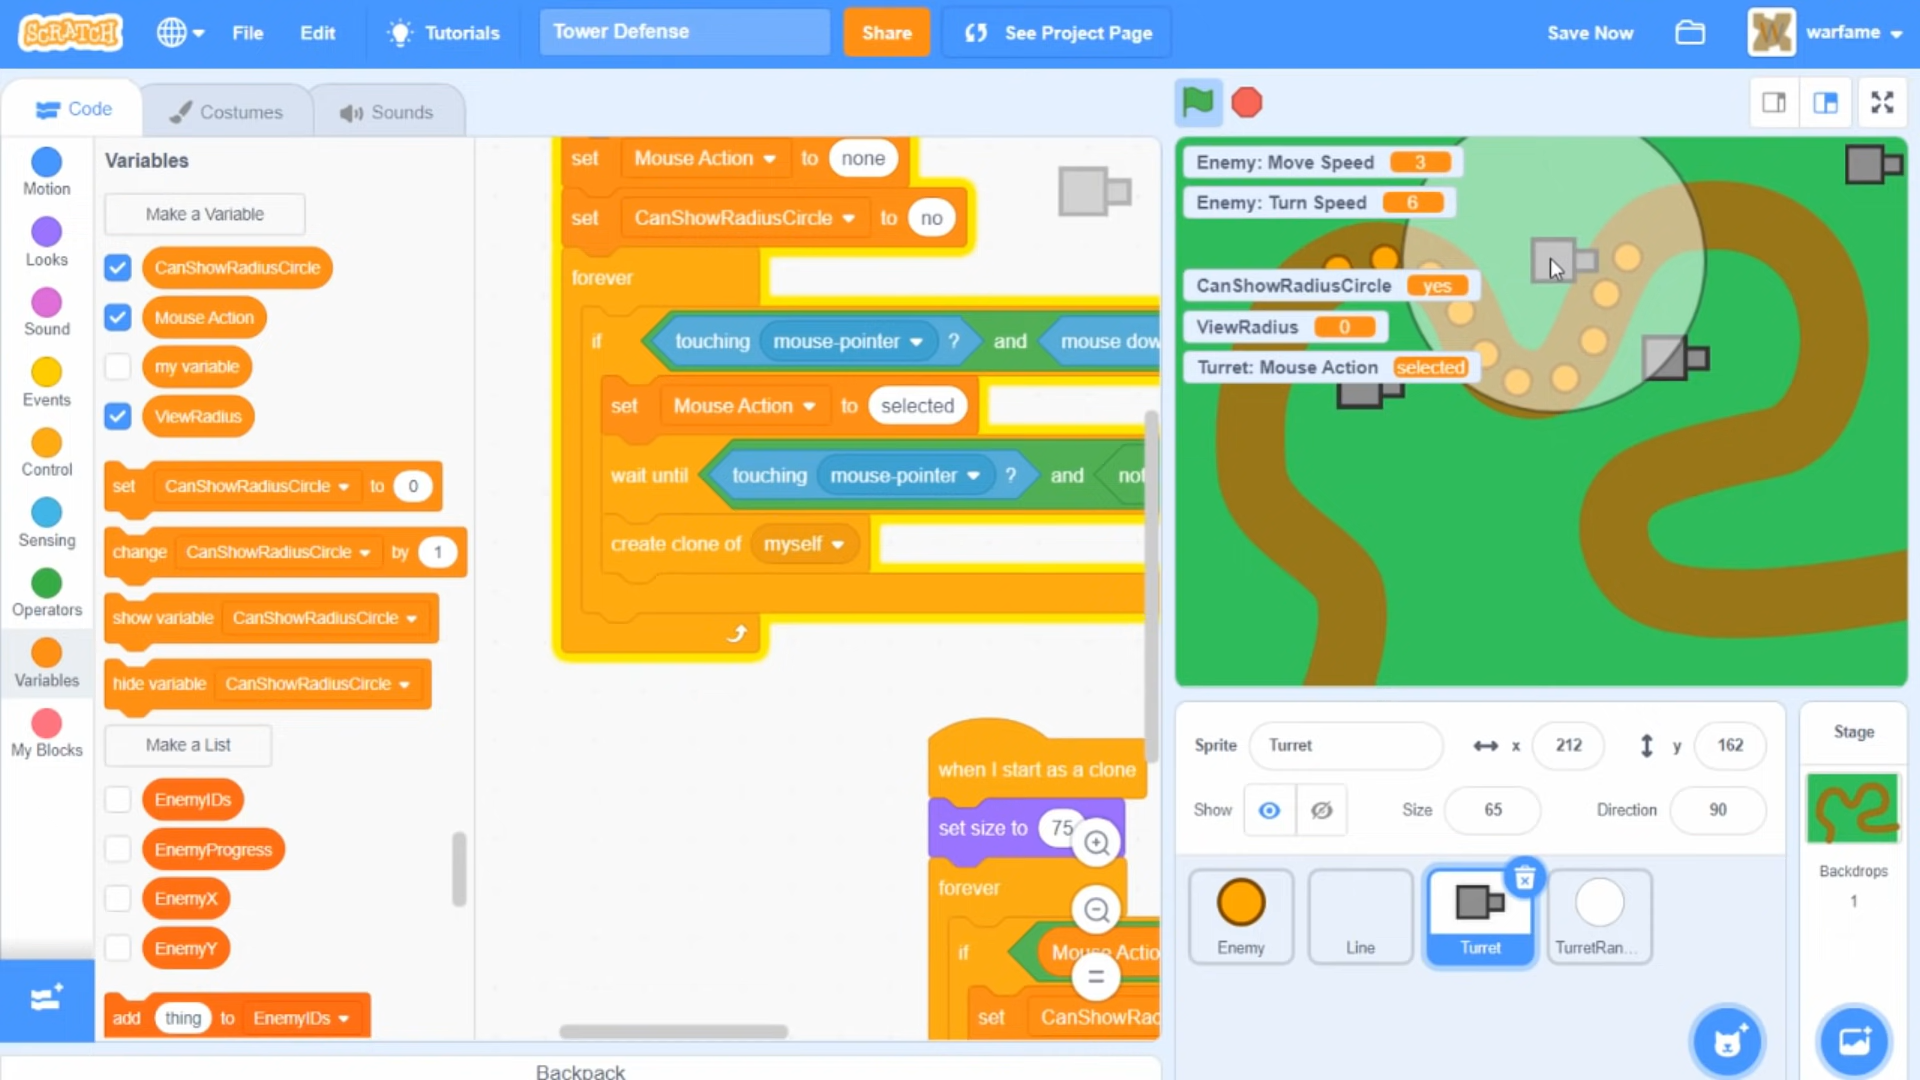 SCRATCH
File
Edit
Tutorials
Tower Defense
Share
See Project Page
Save Now
warfame
Code
Costumes
Sounds
Motion
Looks
Sound
Events
Control
Sensing
Operators
Variables
My Blocks
Variables
Make a Variable
CanShowRadiusCircle
Mouse Action
my variable
ViewRadius
set CanShowRadiusCircle to 0
change CanShowRadiusCircle by 1
show variable CanShowRadiusCircle
hide variable CanShowRadiusCircle
Make a List
EnemyIDs
EnemyProgress
EnemyX
EnemyY
add thing to EnemyIDs
set Mouse Action to none
set CanShowRadiusCircle to no
forever
if touching mouse-pointer ? and mouse dow
set Mouse Action to selected
wait until touching mouse-pointer ? and not
create clone of myself
when I start as a clone
set size to 75
forever
if Mouse Actio
set CanShowRad
Backpack
Enemy: Move Speed 3
Enemy: Turn Speed 6
CanShowRadiusCircle yes
ViewRadius 0
Turret: Mouse Action selected
Sprite Turret x 212 y 162
Show Size 65 Direction 90
Enemy
Line
Turret
TurretRan...
Stage
Backdrops
1